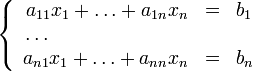 a₁₁x₁ + … + a₁ₙxₙ = b₁
…
aₙ₁x₁ + … + aₙₙxₙ = bₙ